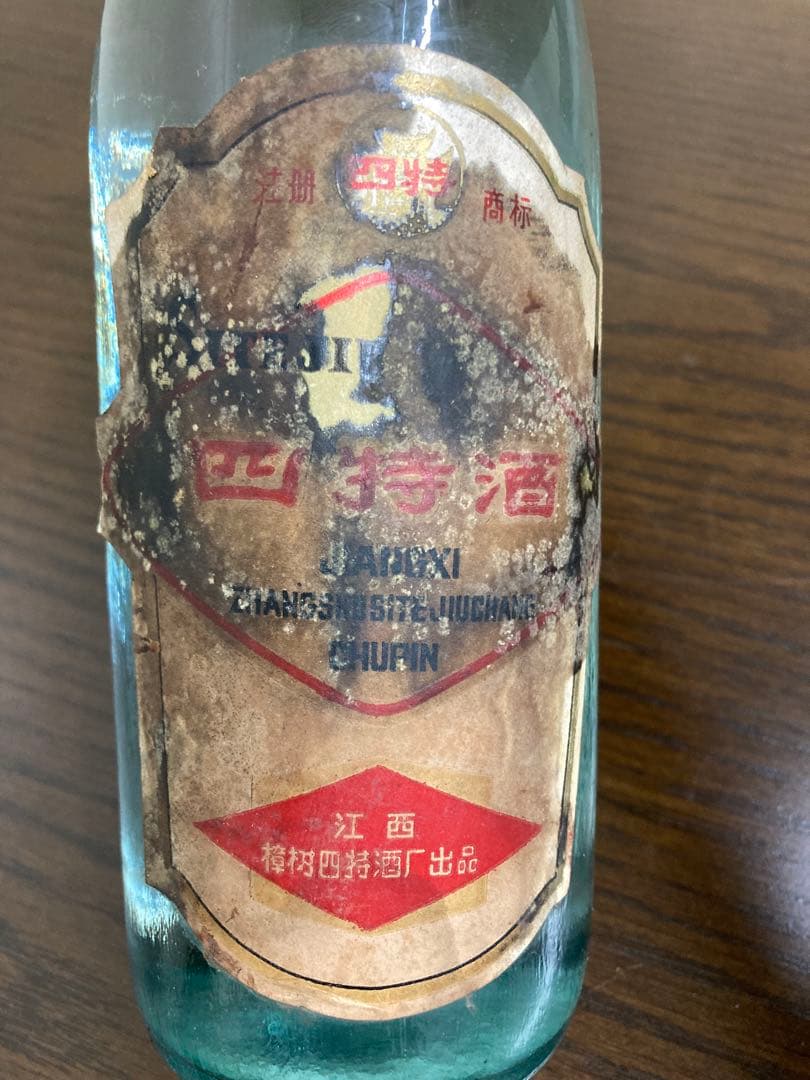 注册 四特 商标
SITEJI
四特酒
JIANGXI
ZHANGSHUSITEJIUCHANG
CHUPIN
江西
樟树四特酒厂出品